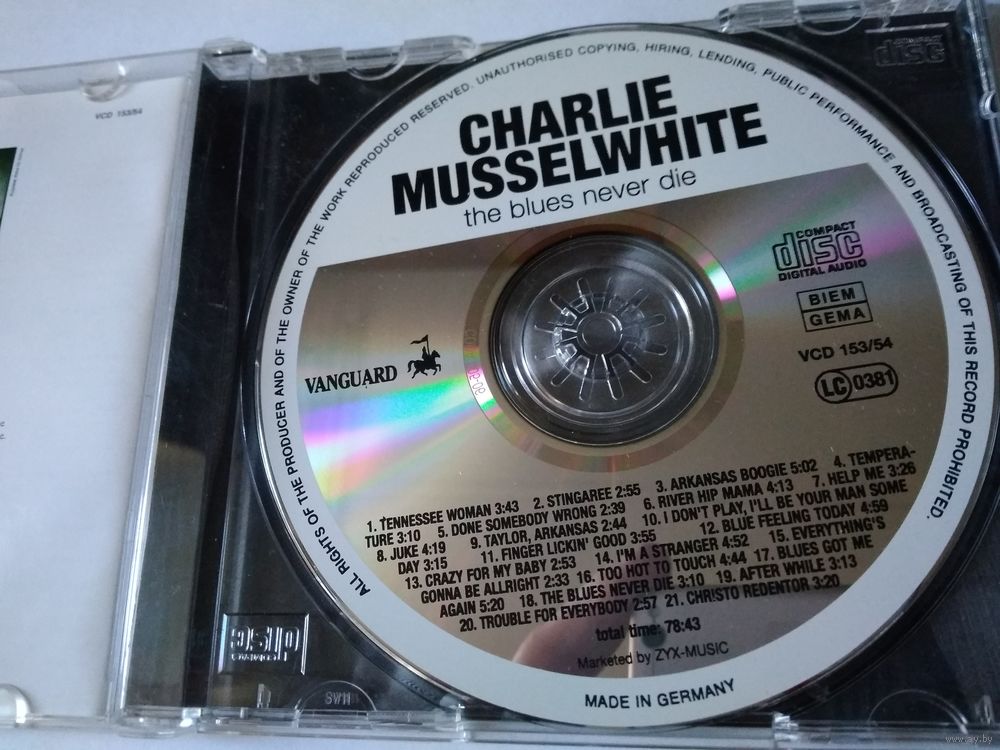 VCD 153/54
COMPACT
disc
ALL RIGHTS OF THE PRODUCER AND OF THE OWNER OF THE WORK REPRODUCED RESERVED. UNAUTHORISED COPYING, HIRING, LENDING, PUBLIC PERFORMANCE AND BROADCASTING OF THIS RECORD PROHIBITED.
CHARLIE
MUSSELWHITE
the blues never die
COMPACT
disc
DIGITAL AUDIO
BIEM
GEMA
VANGUARD
VCD 153/54
LC 0381
1. TENNESSEE WOMAN 3:43 2. STINGAREE 2:55 3. ARKANSAS BOOGIE 5:02 4. TEMPERA-
TURE 3:10 5. DONE SOMEBODY WRONG 2:39 6. RIVER HIP MAMA 4:13 7. HELP ME 3:26
8. JUKE 4:19 9. TAYLOR, ARKANSAS 2:44 10. I DON'T PLAY, I'LL BE YOUR MAN SOME
DAY 3:15 11. FINGER LICKIN' GOOD 3:55 12. BLUE FEELING TODAY 4:59
13. CRAZY FOR MY BABY 2:53 14. I'M A STRANGER 4:52 15. EVERYTHING'S
GONNA BE ALLRIGHT 2:33 16. TOO HOT TO TOUCH 4:44 17. BLUES GOT ME
AGAIN 5:20 18. THE BLUES NEVER DIE 3:10 19. AFTER WHILE 3:13
20. TROUBLE FOR EVERYBODY 2:57 21. CHRISTO REDENTOR 3:20
total time: 78:43
Marketed by ZYX-MUSIC
MADE IN GERMANY
disc
www.ay.by